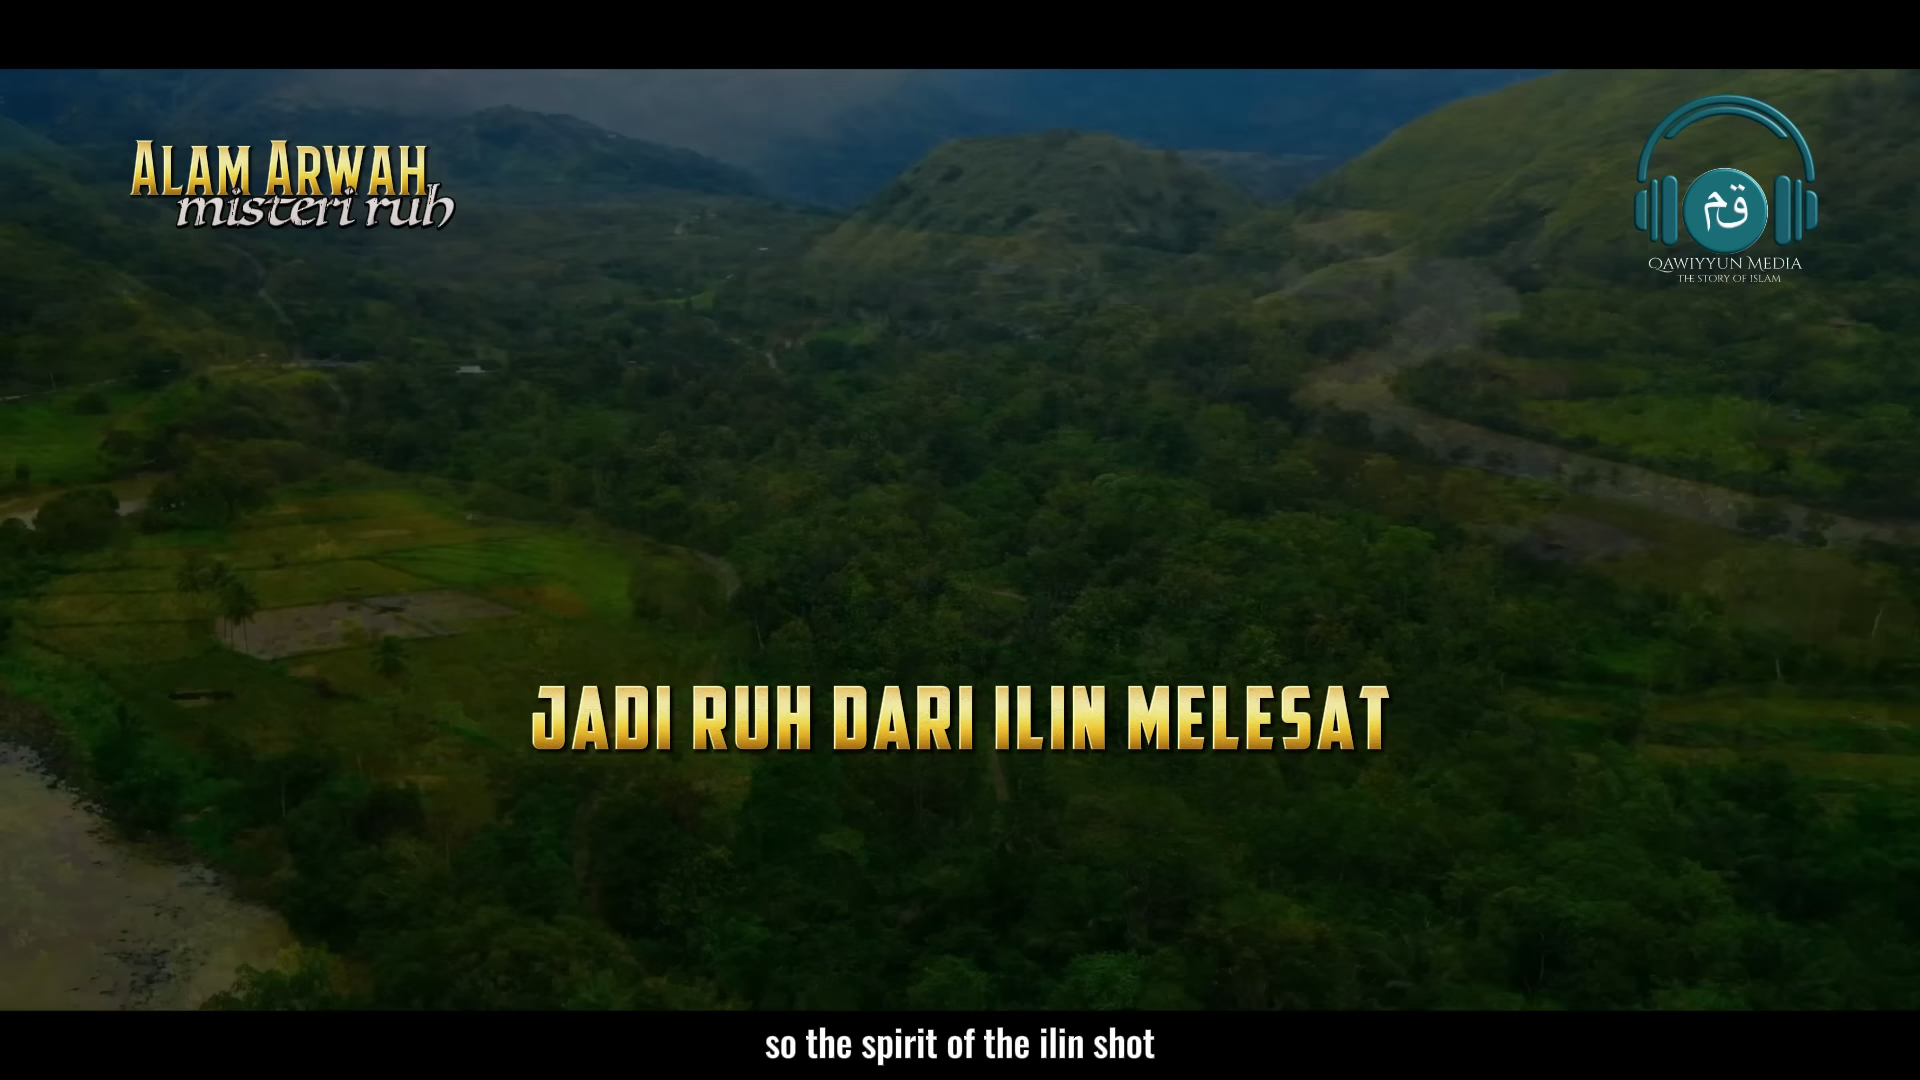 ALAM ARWAH
misteri ruh
قم
QAWIYYUN MEDIA
THE STORY OF ISLAM
JADI RUH DARI ILIN MELESAT
so the spirit of the ilin shot